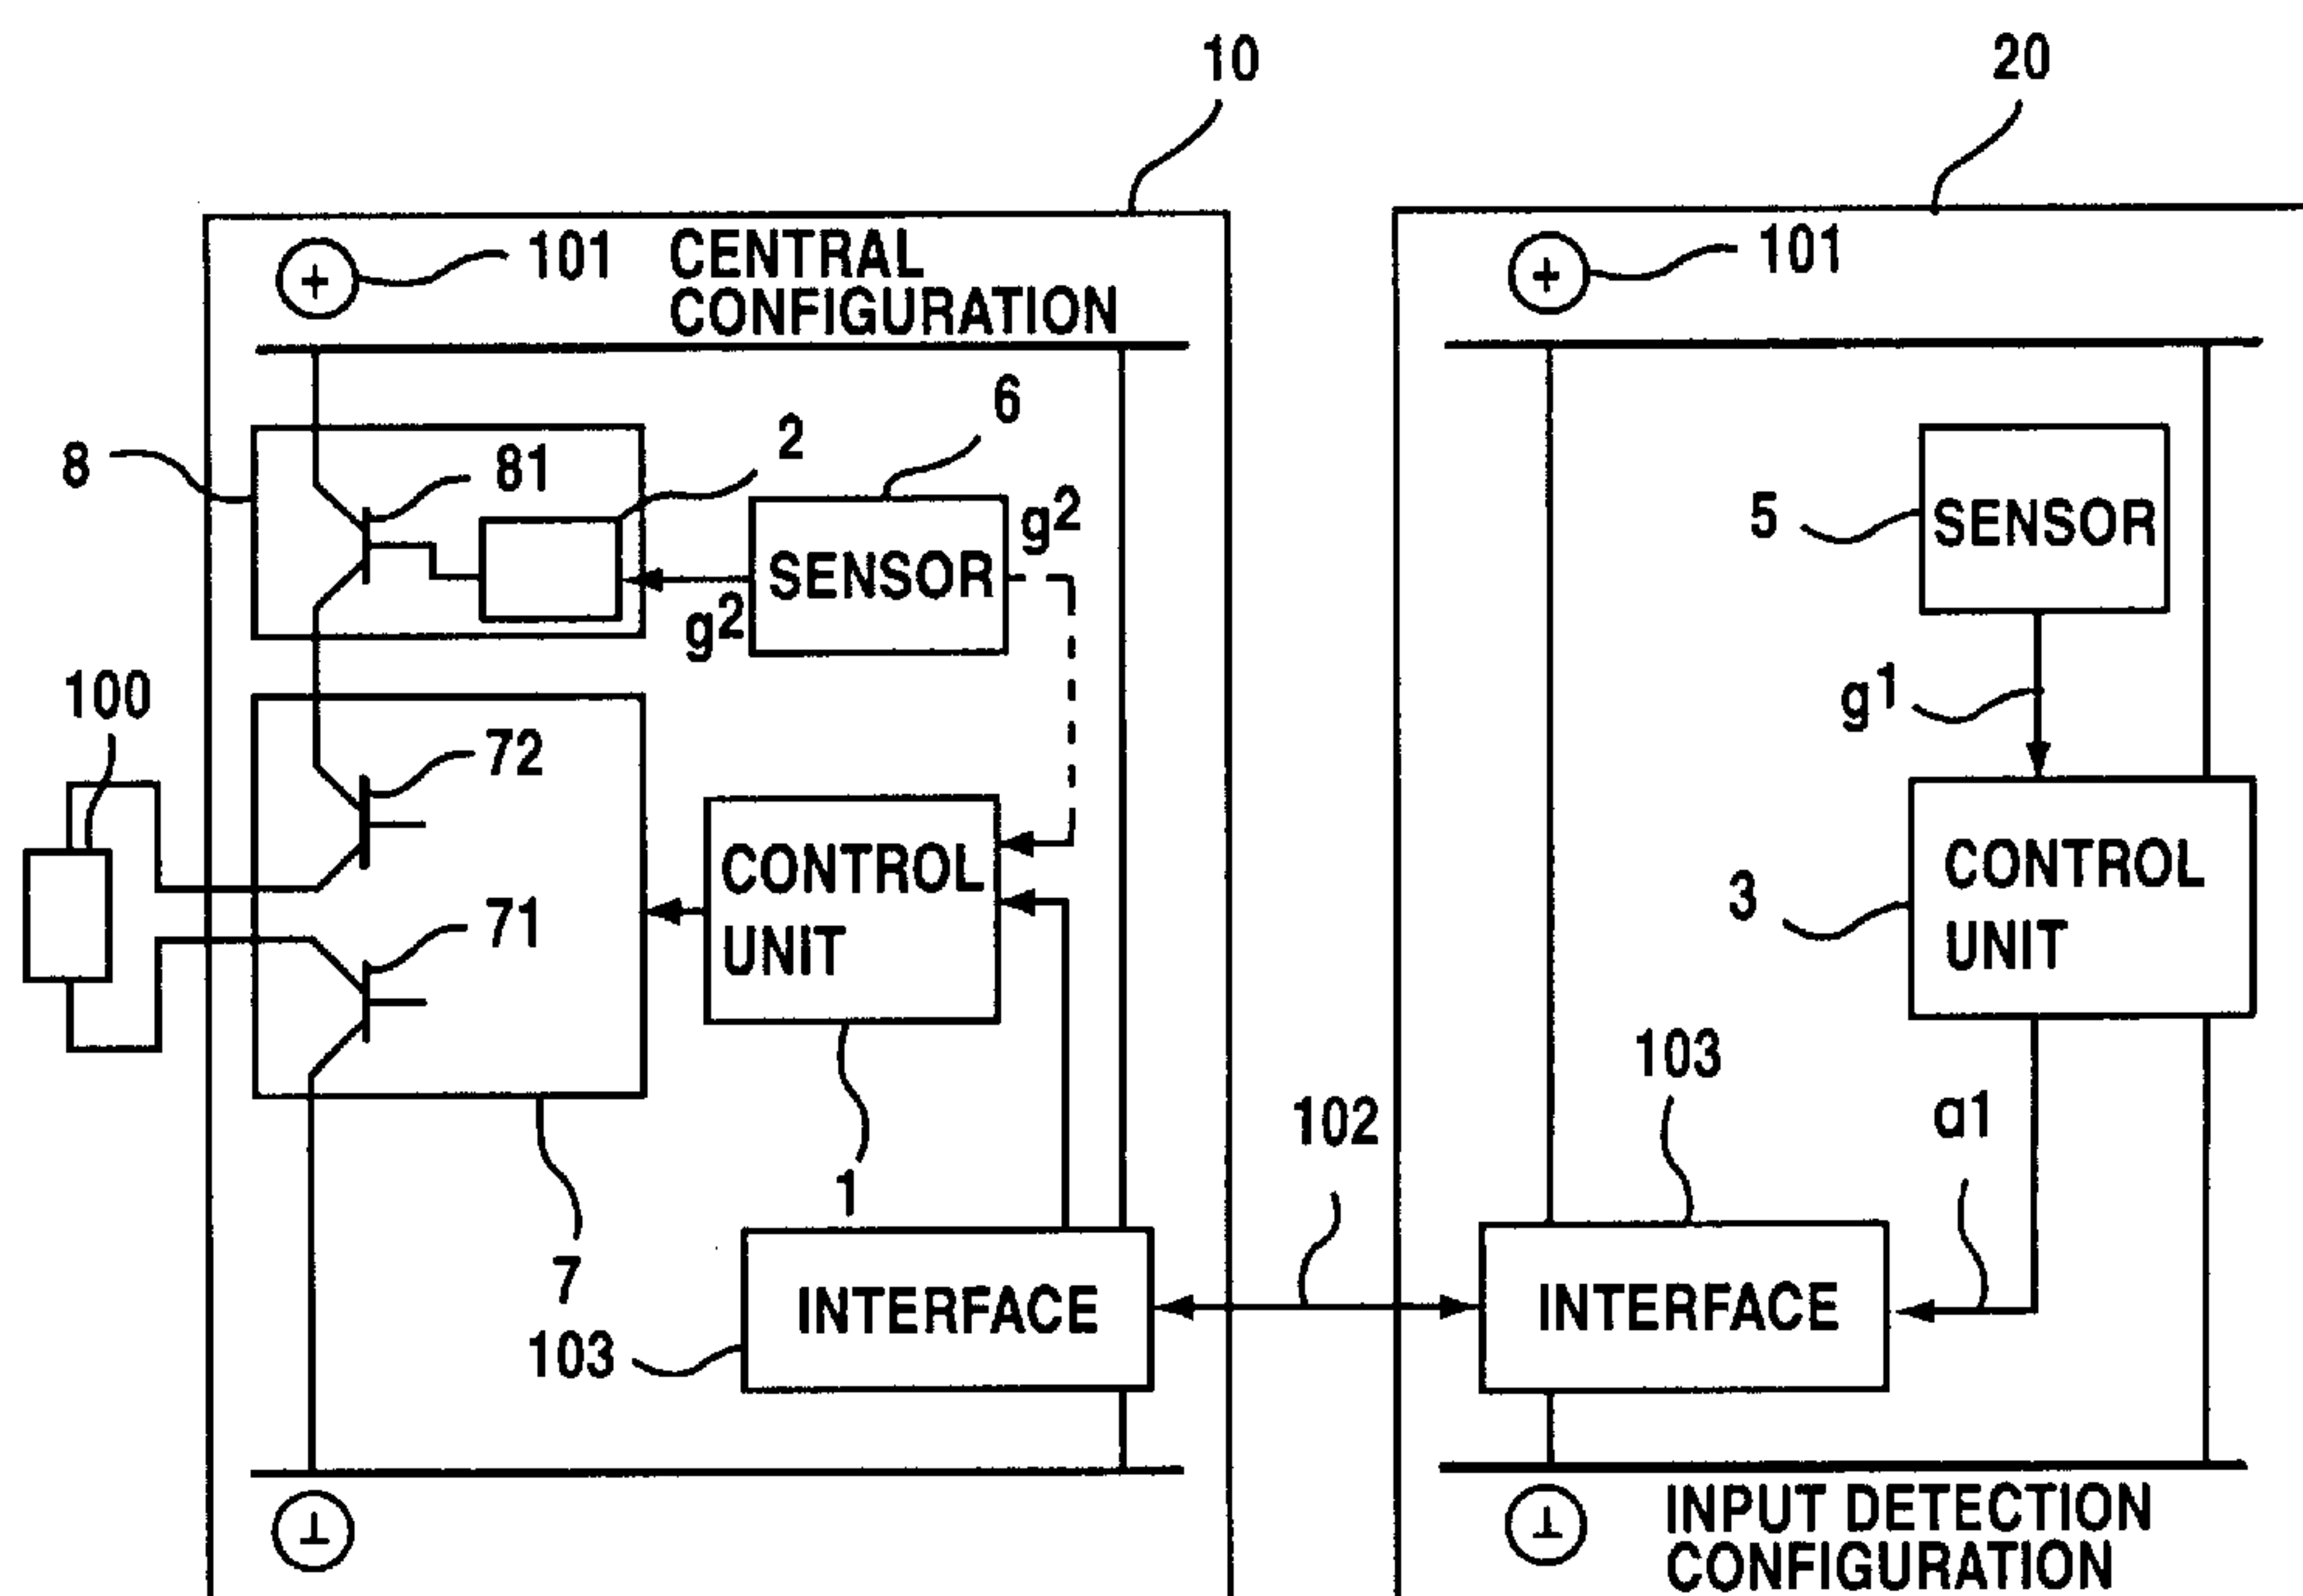 10
20
101
CENTRAL
CONFIGURATION
101
8
81
2
6
SENSOR
g2
g2
5
SENSOR
g1
100
72
71
CONTROL
UNIT
3
CONTROL
UNIT
1
7
103
INTERFACE
102
103
INTERFACE
a1
INPUT DETECTION
CONFIGURATION
+
+
⊥
⊥